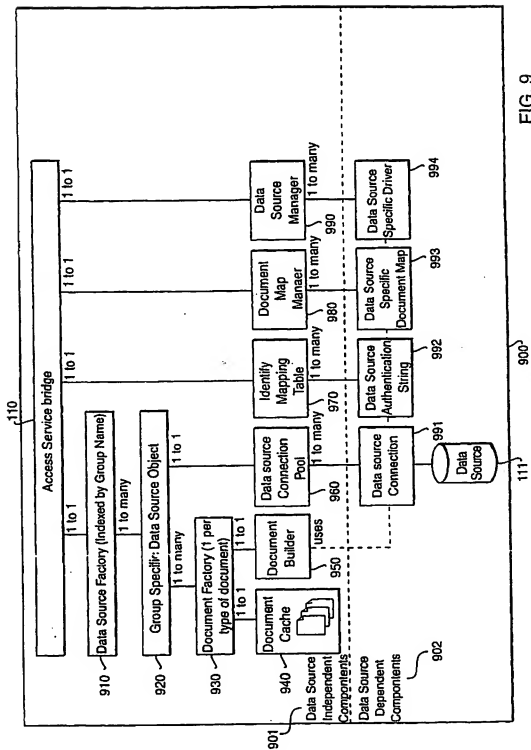 110
Access Service bridge
1 to 1
1 to 1
1 to 1
1 to 1
Data Source Factory (Indexed by Group Name)
910
1 to many
Group Specific: Data Source Object
920
1 to many
1 to 1
Document Factory (1 per
type of document)
930
1 to 1
1 to 1
Document
Cache
940
Document
Builder
950
uses
Data source
Connection
Pool
960
1 to many
Identify
Mapping
Table
970
1 to many
Document
Map
Manaer
980
1 to many
Data
Source
Manager
990
1 to many
901
Data Source
Independent
Components
Data Source
Dependent
Components
902
Data source
Connection
991
Data Source
Authentication
String
992
Data Source
Specific
Document Map
993
Data Source
Specific Driver
994
Data
Source
111
900
FIG. 9